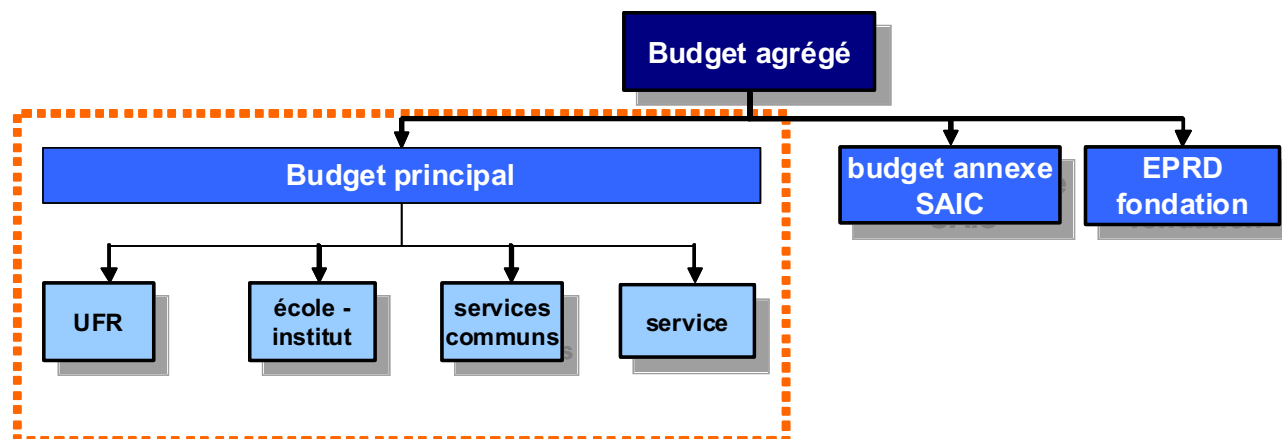 Budget agrégé
Budget principal
budget annexe
SAIC
EPRD
fondation
UFR
école -
institut
services
communs
service